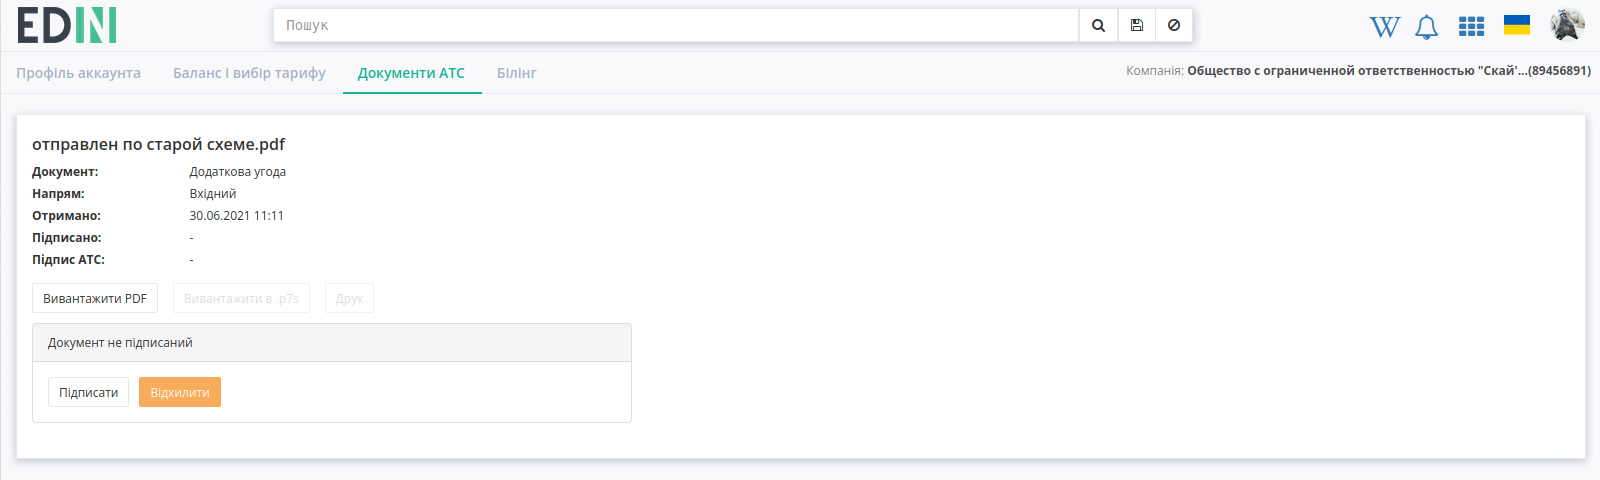 EDIN
Пошук
Профіль аккаунта Баланс і вибір тарифу Документи АТС Білінг
Компанія: Общество с ограниченной ответственностью "Скай'...(89456891)
отправлен по старой схеме.pdf
Документ: Додаткова угода
Напрям: Вхідний
Отримано: 30.06.2021 11:11
Підписано: -
Підпис АТС: -
Вивантажити PDF Вивантажити в .p7s Друк
Документ не підписаний
Підписати Відхилити